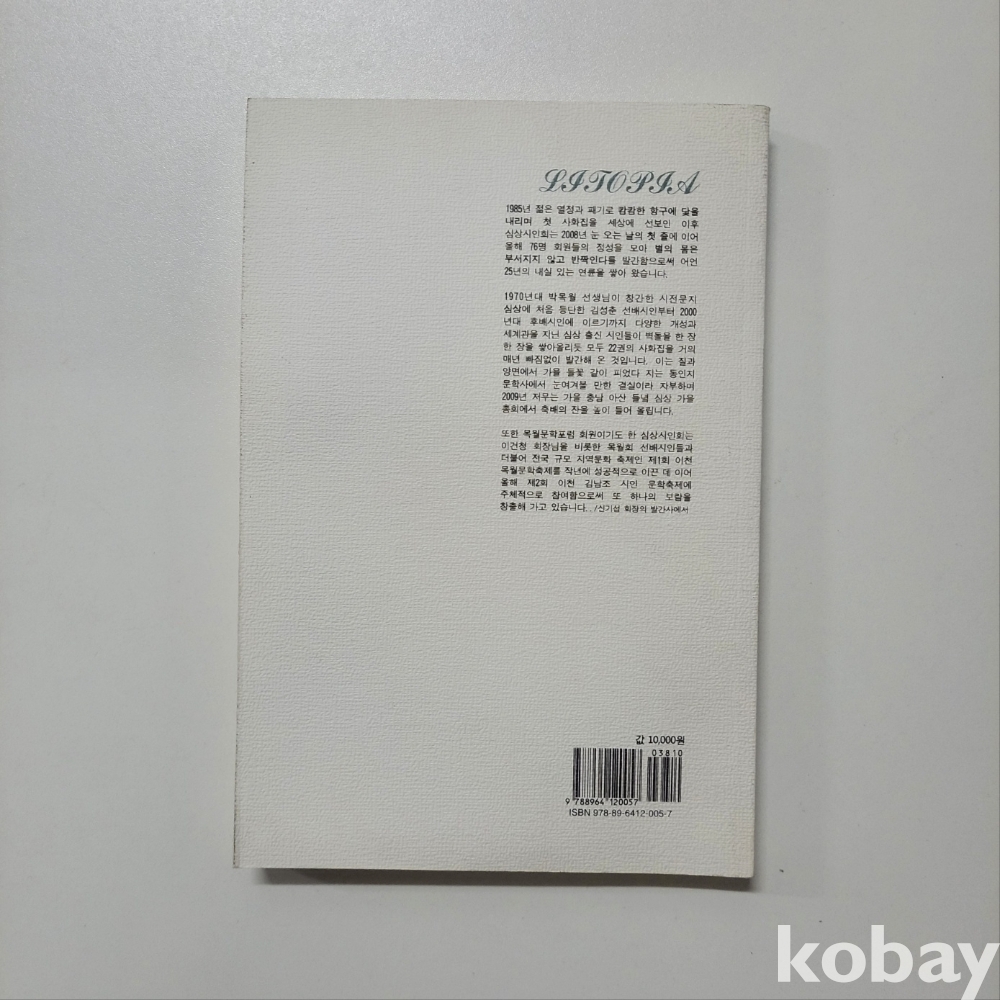 LITOPIA
1985년 젊은 열정과 패기로 캄캄한 항구에 닻을
내리며 첫 사화집을 세상에 선보인 이후
심상시인회는 2008년 눈 오는 날의 첫 줄에 이어
올해 76명 회원들의 정성을 모아 별의 몸은
부서지지 않고 반짝인다를 발간함으로써 어언
25년의 내실 있는 연륜을 쌓아 왔습니다.
1970년대 박목월 선생님이 창간한 시전문지
심상에 처음 등단한 김성춘 선배시인부터 2000
년대 후배시인에 이르기까지 다양한 개성과
세계관을 지닌 심상 출신 시인들이 벽돌을 한 장
한 장을 쌓아올리듯 모두 22권의 사화집을 거의
매년 빠짐없이 발간해 온 것입니다. 이는 질과
양면에서 가을 들꽃 같이 피었다 지는 동인지
문학사에서 눈여겨볼 만한 결실이라 자부하며
2009년 저무는 가을 충남 아산 들녘 심상 가을
총회에서 축배의 잔을 높이 들어 올립니다.
또한 목월문학포럼 회원이기도 한 심상시인회는
이건청 회장님을 비롯한 목월회 선배시인들과
더불어 전국 규모 지역문화 축제인 제1회 이천
목월문학축제를 작년에 성공적으로 이끈 데 이어
올해 제2회 이천 김남조 시인 문학축제에
주체적으로 참여함으로써 또 하나의 보람을
창출해 가고 있습니다. /신기섭 회장의 발간사에서
값 10,000원
03810
9 788964 120057
ISBN 978-89-6412-005-7
kobay